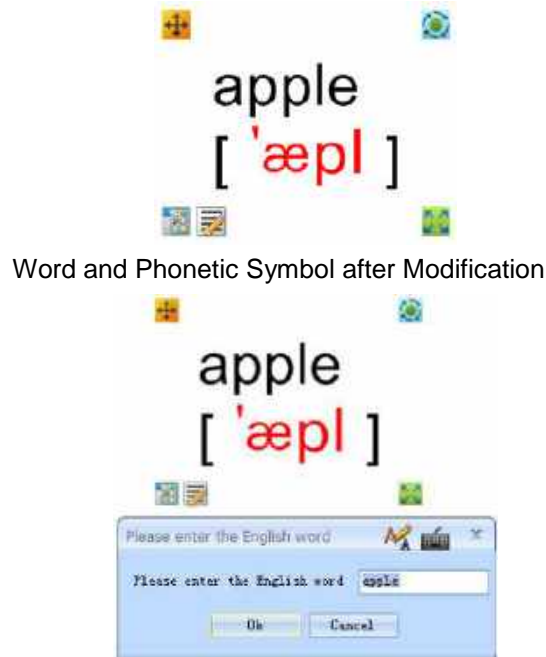 apple
[ 'æpl ]
Word and Phonetic Symbol after Modification
apple
[ 'æpl ]
Please enter the English word
Please enter the English word apple
Ok Cancel